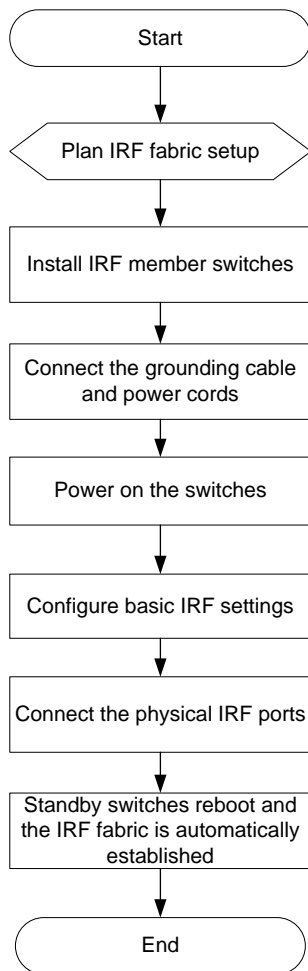 Start
Plan IRF fabric setup
Install IRF member switches
Connect the grounding cable
and power cords
Power on the switches
Configure basic IRF settings
Connect the physical IRF ports
Standby switches reboot and
the IRF fabric is automatically
established
End